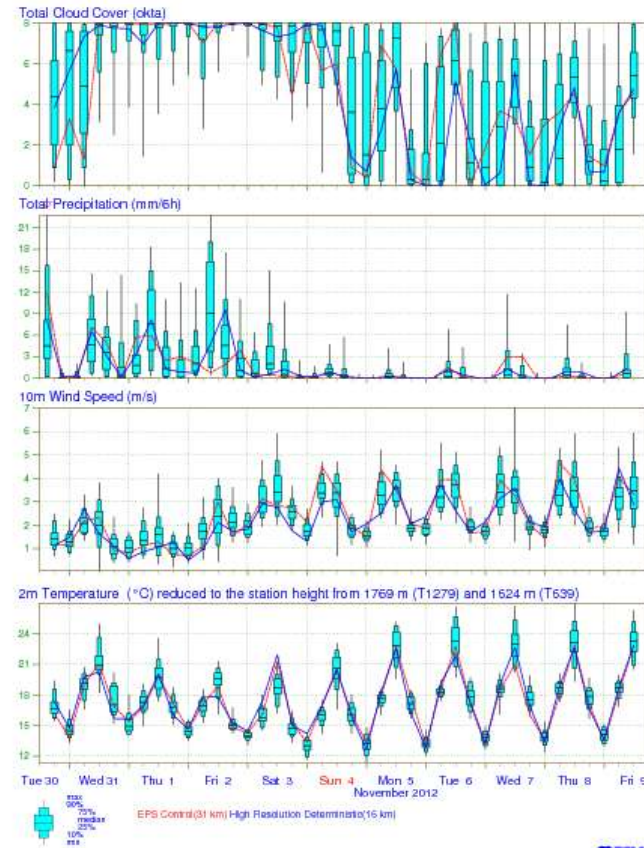 Total Cloud Cover (okta)
8
6
4
2
0
Total Precipitation (mm/6h)
21
18
15
12
9
6
3
0
10m Wind Speed (m/s)
7
6
5
4
3
2
1
2m Temperature (°C) reduced to the station height from 1769 m (T1279) and 1624 m (T639)
24
21
18
15
12
Tue 30 Wed 31 Thu 1 Fri 2 Sat 3 Sun 4 Mon 5 Tue 6 Wed 7 Thu 8 Fri 9
November 2012
max
90%
75%
median
25%
10%
min
EPS Control(31 km) High Resolution Deterministic(16 km)